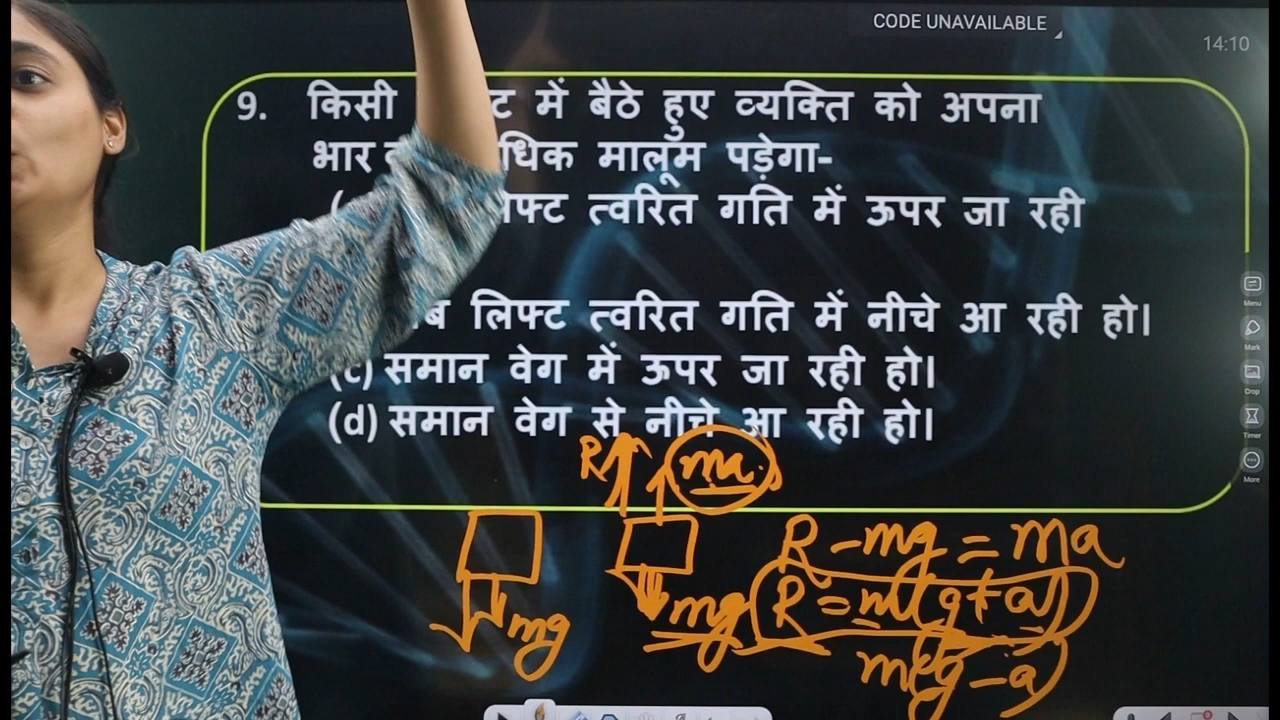 CODE UNAVAILABLE
14:10
9. किसी में बैठे हुए व्यक्ति को अपना
भार मालूम पड़ेगा-
त्वरित गति में ऊपर जा रही
लिफ्ट त्वरित गति में नीचे आ रही हो।
(c) समान वेग में ऊपर जा रही हो।
(d) समान वेग से नीचे आ रही हो।
R ma
R - mg = ma
mg mg R = m(g + a)
m(g - a)
Menu
Mark
Crop
Timer
More